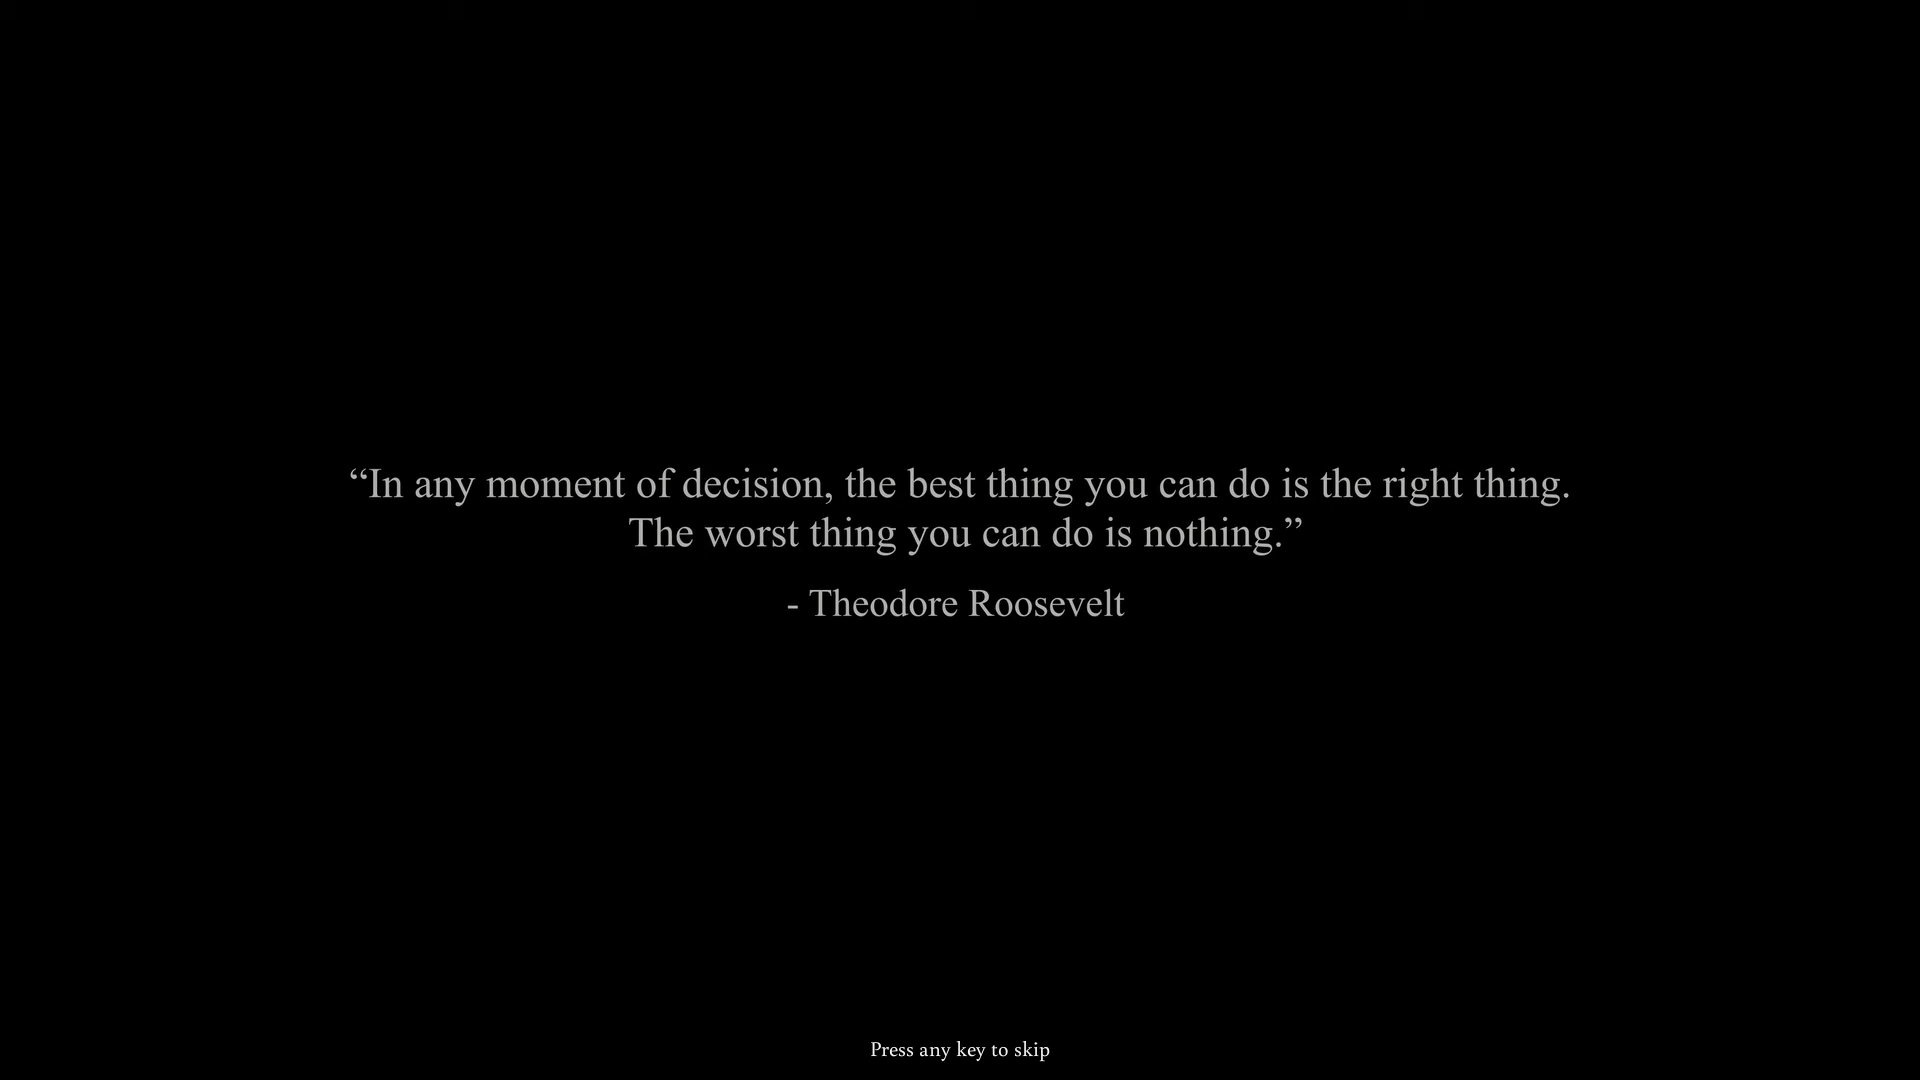 “In any moment of decision, the best thing you can do is the right thing.
The worst thing you can do is nothing.”
- Theodore Roosevelt
Press any key to skip